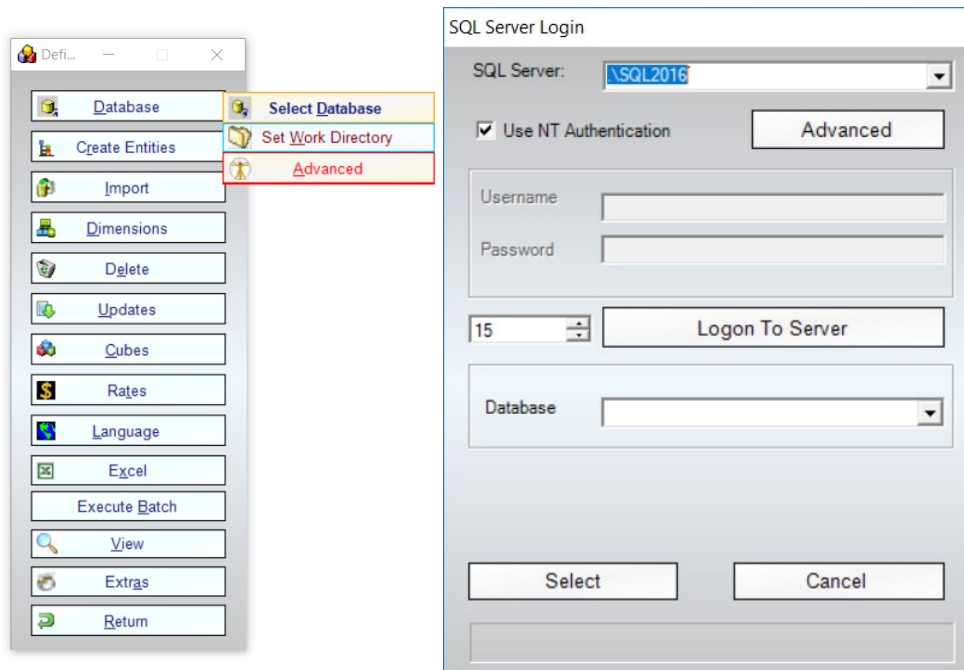 Defi...
Database
Create Entities
Import
Dimensions
Delete
Updates
Cubes
Rates
Language
Excel
Execute Batch
View
Extras
Return
Select Database
Set Work Directory
Advanced
SQL Server Login
SQL Server:
.\SQL2016
Use NT Authentication
Advanced
Username
Password
15
Logon To Server
Database
Select
Cancel